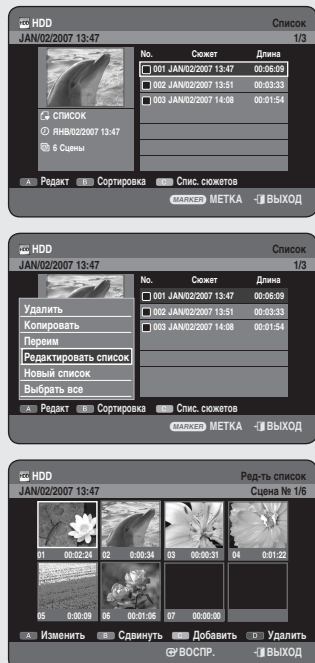 HDD HDD Список
JAN/02/2007 13:47 1/3
No. Сюжет Длина
001 JAN/02/2007 13:47 00:06:09
002 JAN/02/2007 13:51 00:03:33
003 JAN/02/2007 14:08 00:01:54
СПИСОК
ЯНВ/02/2007 13:47
6 Сцены
A Редакт B Сортировка C Спис. сюжетов
MARKER МЕТКА ВЫХОД
HDD HDD Список
JAN/02/2007 13:47 1/3
No. Сюжет Длина
001 JAN/02/2007 13:47 00:06:09
002 JAN/02/2007 13:51 00:03:33
003 JAN/02/2007 14:08 00:01:54
Удалить
Копировать
Переим
Редактировать список
Новый список
Выбрать все
A Редакт B Сортировка C Спис. сюжетов
MARKER МЕТКА ВЫХОД
HDD HDD Ред-ть список
JAN/02/2007 13:47 Сцена № 1/6
01 00:02:24 02 0:00:34 03 00:00:31 04 0:01:22
05 0:00:09 06 00:01:06 07 00:00:00
A Изменить B Сдвинуть C Добавить D Удалить
ВОСПР. ВЫХОД